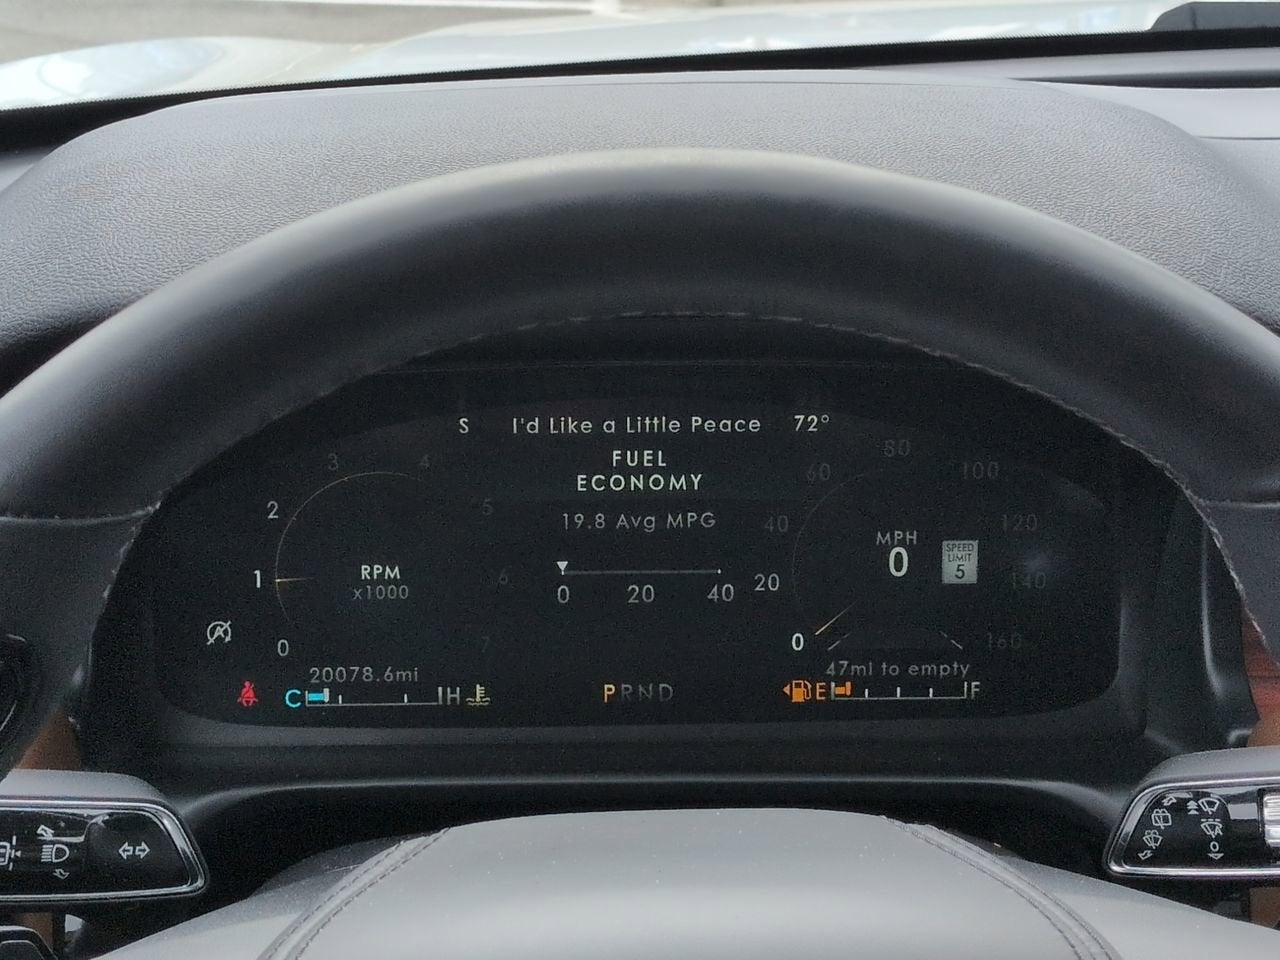 S I'd Like a Little Peace 72°
FUEL
ECONOMY
19.8 Avg MPG
0 20 40
3 4
2 5
1 6
0 7
RPM
x1000
80
60 100
40 120
20 140
0 160
MPH
0
SPEED
LIMIT
5
20078.6mi
47mi to empty
C H
PRND
E F